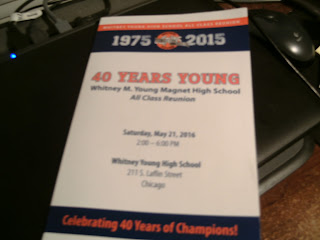 WHITNEY YOUNG HIGH SCHOOL ALL CLASS REUNION
1975 2015
40 YEARS YOUNG
Whitney M. Young Magnet High School
All Class Reunion
Saturday, May 21, 2016
2:00 – 6:00 PM
Whitney Young High School
211 S. Laflin Street
Chicago
Celebrating 40 Years of Champions!